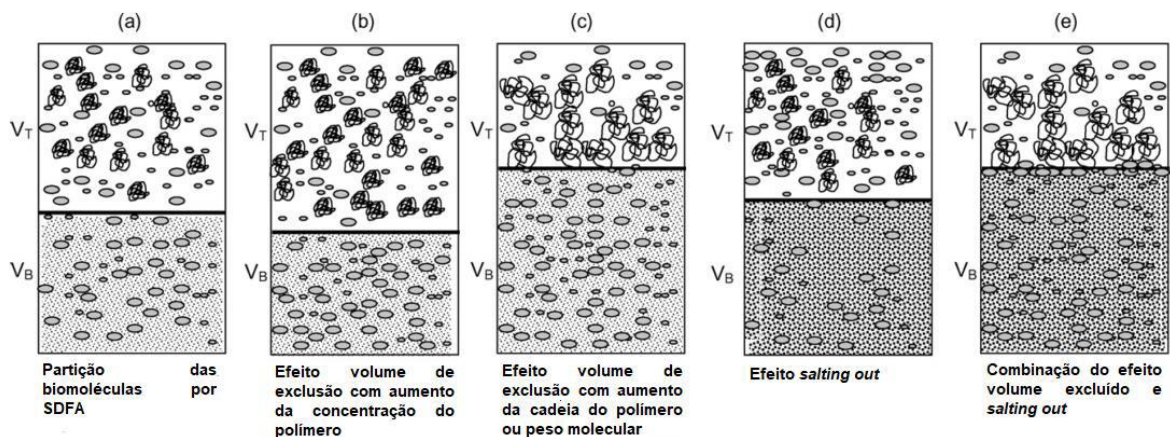 (a)
(b)
(c)
(d)
(e)
V_T
V_B
V_T
V_B
V_T
V_B
V_T
V_B
V_T
V_B
Partição das
biomoléculas por
SDFA
Efeito volume de
exclusão com aumento
da concentração do
polímero
Efeito volume de
exclusão com aumento
da cadeia do polímero
ou peso molecular
Efeito salting out
Combinação do efeito
volume excluído e
salting out